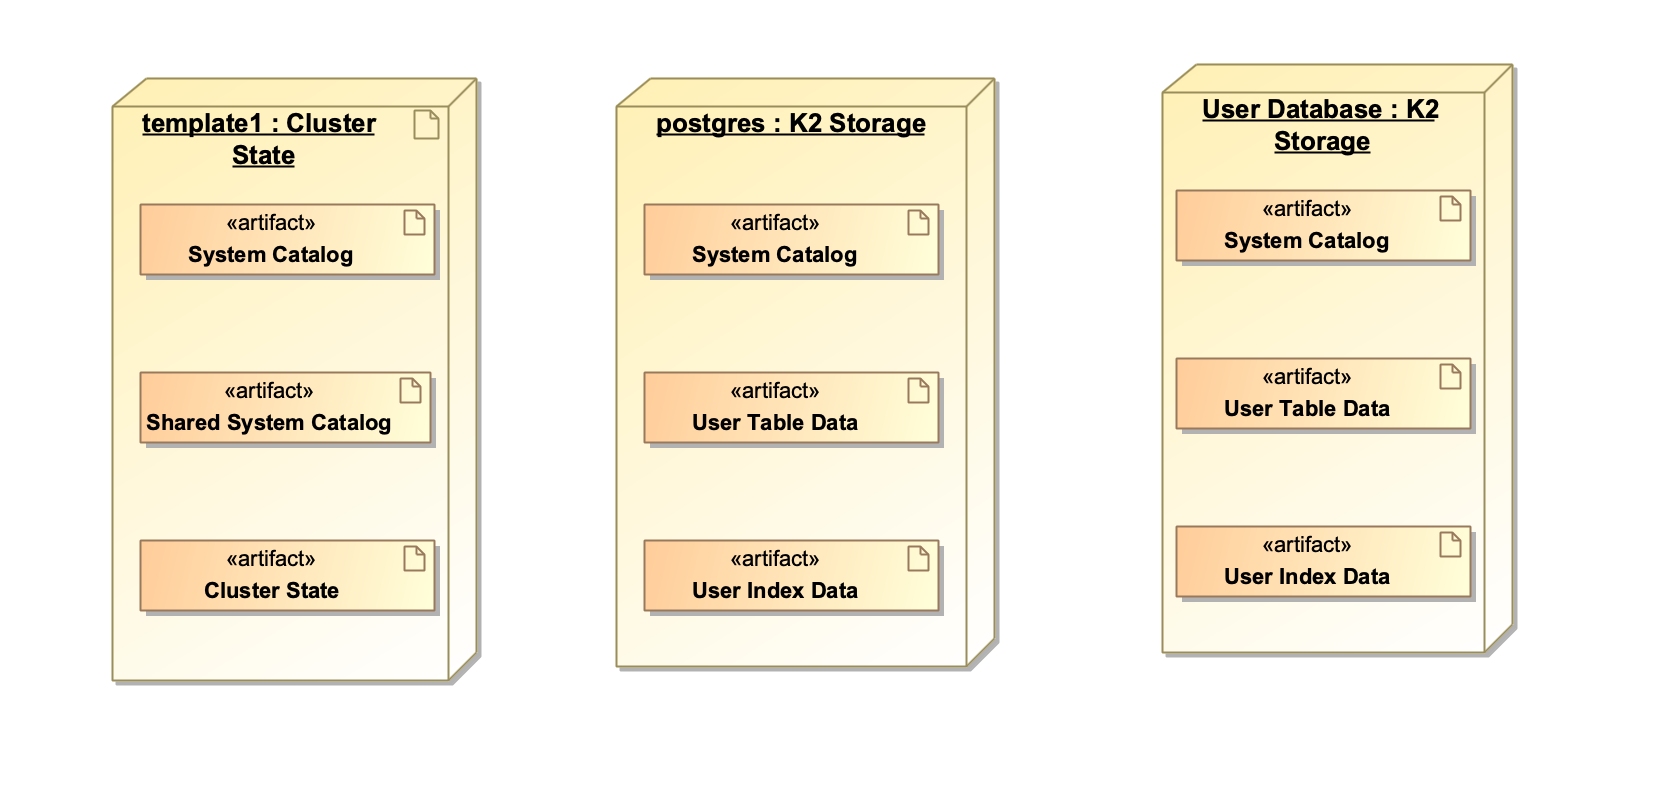 template1 : Cluster
State
«artifact»
System Catalog
«artifact»
Shared System Catalog
«artifact»
Cluster State
postgres : K2 Storage
«artifact»
System Catalog
«artifact»
User Table Data
«artifact»
User Index Data
User Database : K2
Storage
«artifact»
System Catalog
«artifact»
User Table Data
«artifact»
User Index Data